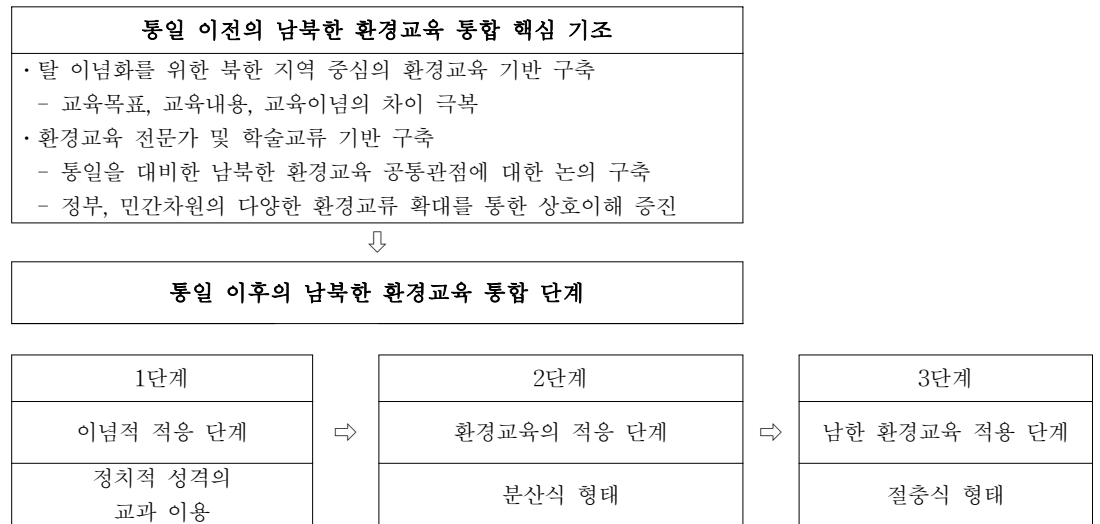 통일 이전의 남북한 환경교육 통합 핵심 기조
· 탈 이념화를 위한 북한 지역 중심의 환경교육 기반 구축
- 교육목표, 교육내용, 교육이념의 차이 극복
· 환경교육 전문가 및 학술교류 기반 구축
- 통일을 대비한 남북한 환경교육 공통관점에 대한 논의 구축
- 정부, 민간차원의 다양한 환경교류 확대를 통한 상호이해 증진
⇩
통일 이후의 남북한 환경교육 통합 단계
1단계
이념적 적응 단계
정치적 성격의
교과 이용
⇨
2단계
환경교육의 적응 단계
분산식 형태
⇨
3단계
남한 환경교육 적용 단계
절충식 형태